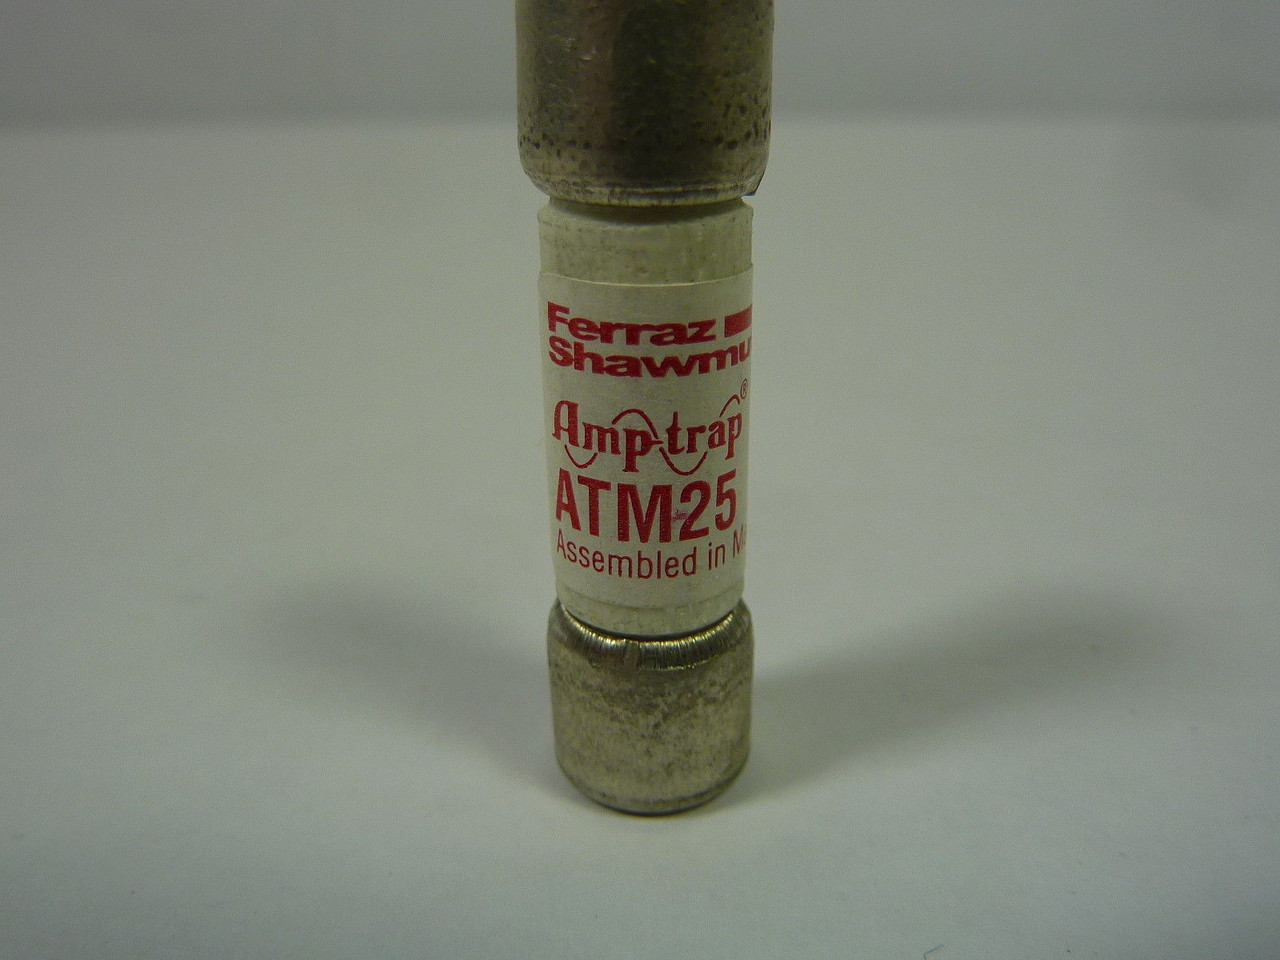 Ferraz
Shawmu
Amp-trap®
ATM25
Assembled in M